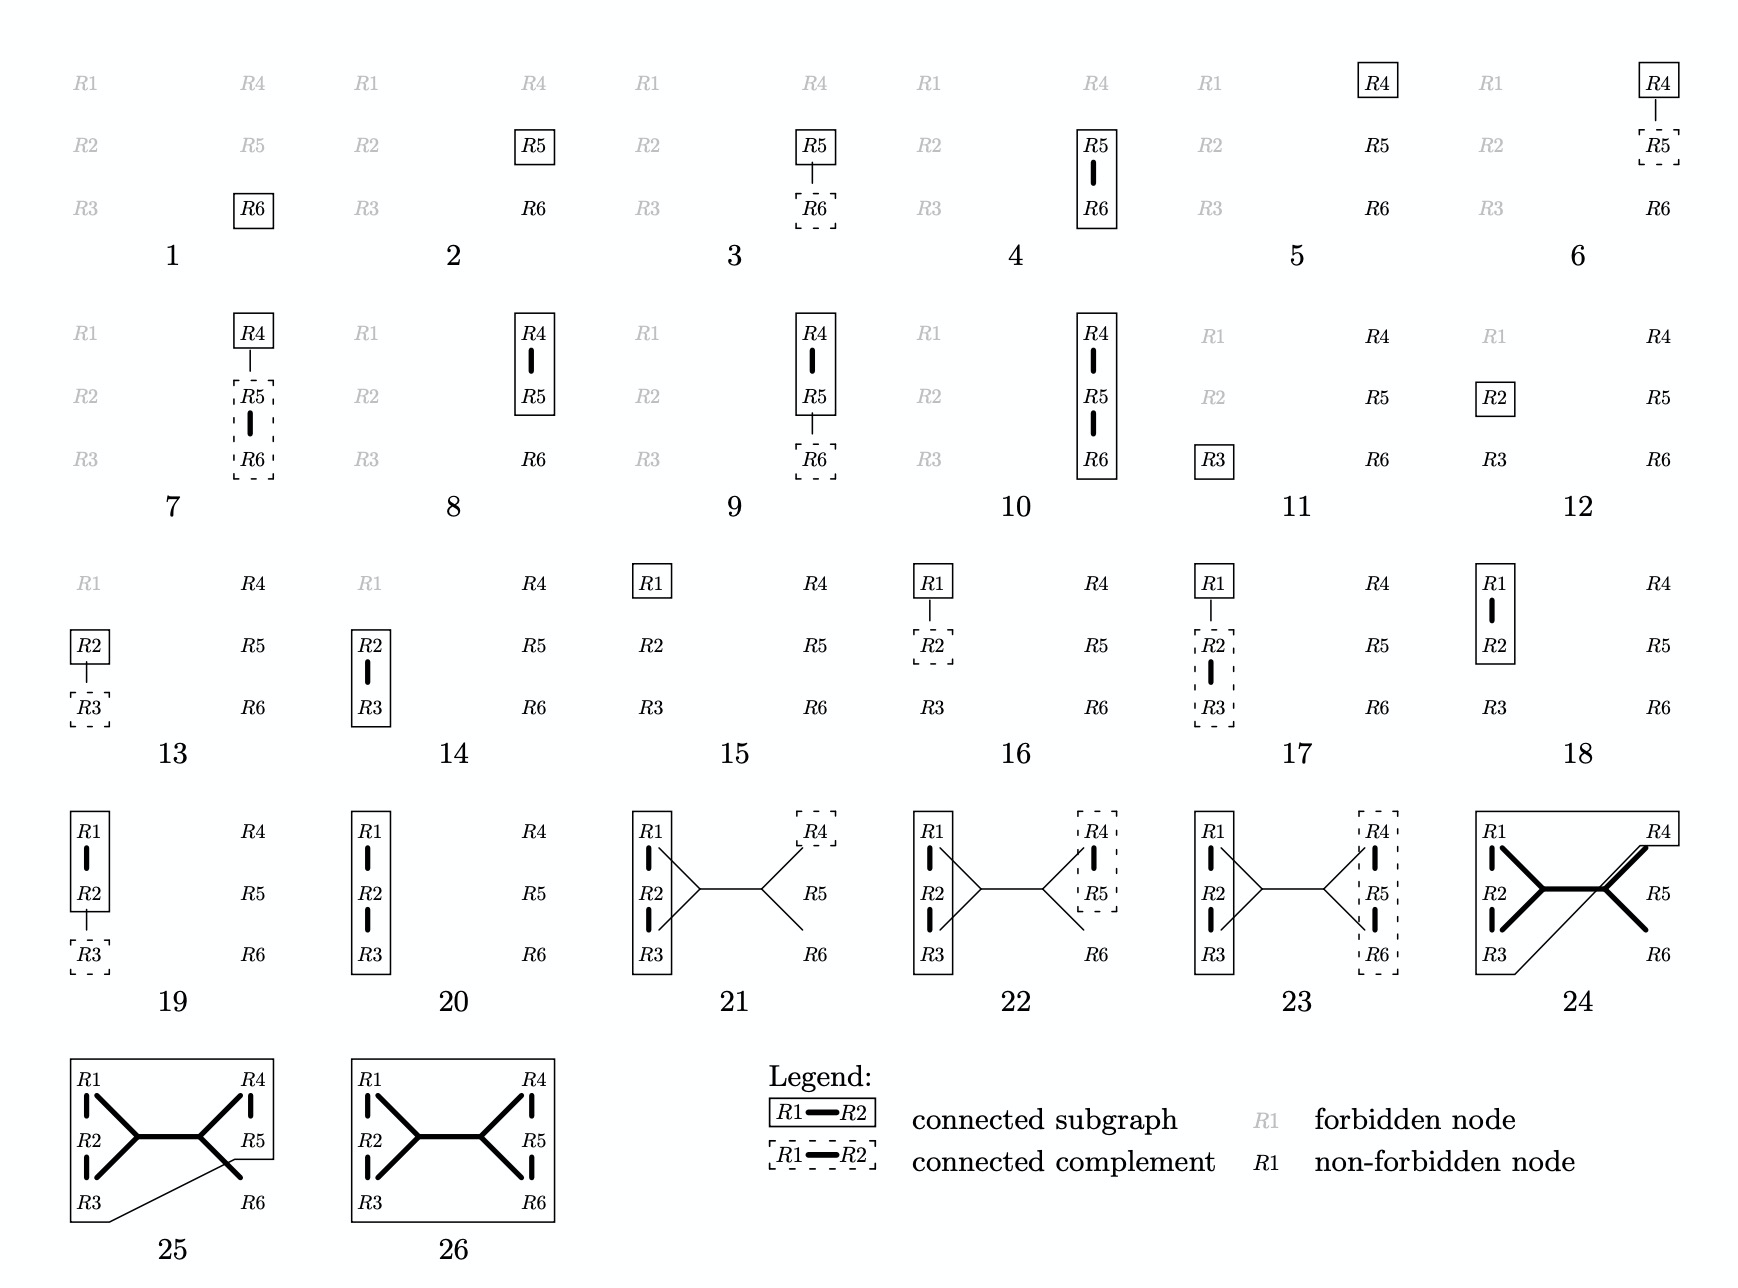 R1 R4 R1 R4 R1 R4 R1 R4 R1 R4 R1 R4
R2 R5 R2 R5 R2 R5 R2 R5 R2 R5 R2 R5
R3 R6 R3 R6 R3 R6 R3 R6 R3 R6 R3 R6
1 2 3 4 5 6
R1 R4 R1 R4 R1 R4 R1 R4 R1 R4 R1 R4
R2 R5 R2 R5 R2 R5 R2 R5 R2 R5 R2 R5
R3 R6 R3 R6 R3 R6 R3 R6 R3 R6 R3 R6
7 8 9 10 11 12
R1 R4 R1 R4 R1 R4 R1 R4 R1 R4 R1 R4
R2 R5 R2 R5 R2 R5 R2 R5 R2 R5 R2 R5
R3 R6 R3 R6 R3 R6 R3 R6 R3 R6 R3 R6
13 14 15 16 17 18
R1 R4 R1 R4 R1 R4 R1 R4 R1 R4 R1 R4
R2 R5 R2 R5 R2 R5 R2 R5 R2 R5 R2 R5
R3 R6 R3 R6 R3 R6 R3 R6 R3 R6 R3 R6
19 20 21 22 23 24
R1 R4 R1 R4
R2 R5 R2 R5
R3 R6 R3 R6
25 26
Legend:
R1 R2 connected subgraph R1 forbidden node
R1 R2 connected complement R1 non-forbidden node